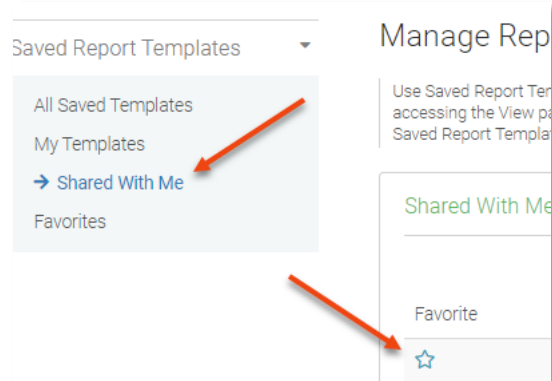 Saved Report Templates
All Saved Templates
My Templates
Shared With Me
Favorites
Manage Rep
Use Saved Report Ter
accessing the View pa
Saved Report Templa
Shared With Me
Favorite